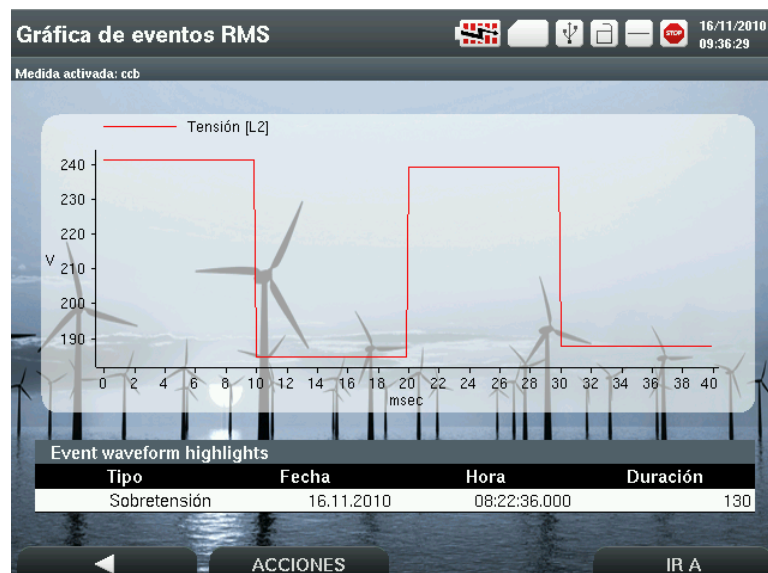 Gráfica de eventos RMS
STOP
16/11/2010
09:36:29
Medida activada: ccb
Tensión [L2]
240
230
220
V
210
200
190
0 2 4 6 8 10 12 14 16 18 20 22 24 26 28 30 32 34 36 38 40
msec
Event waveform highlights
Tipo Fecha Hora Duración
Sobretensión 16.11.2010 08:22:36.000 130
ACCIONES IR A